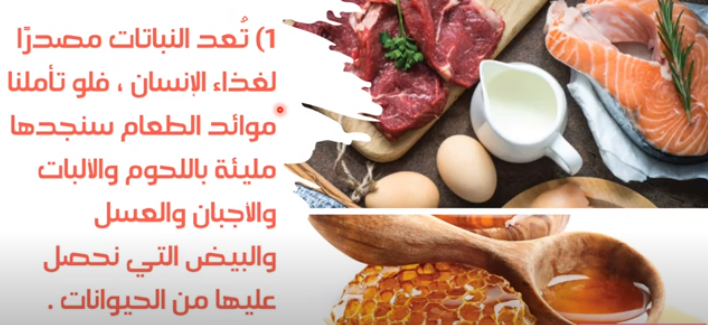 1) تُعد النباتات مصدرًا
لغذاء الإنسان ، فلو تأملنا
موائد الطعام سنجدها
مليئة باللحوم والألبات
والأجبان والعسل
والبيض التي نحصل
عليها من الحيوانات .